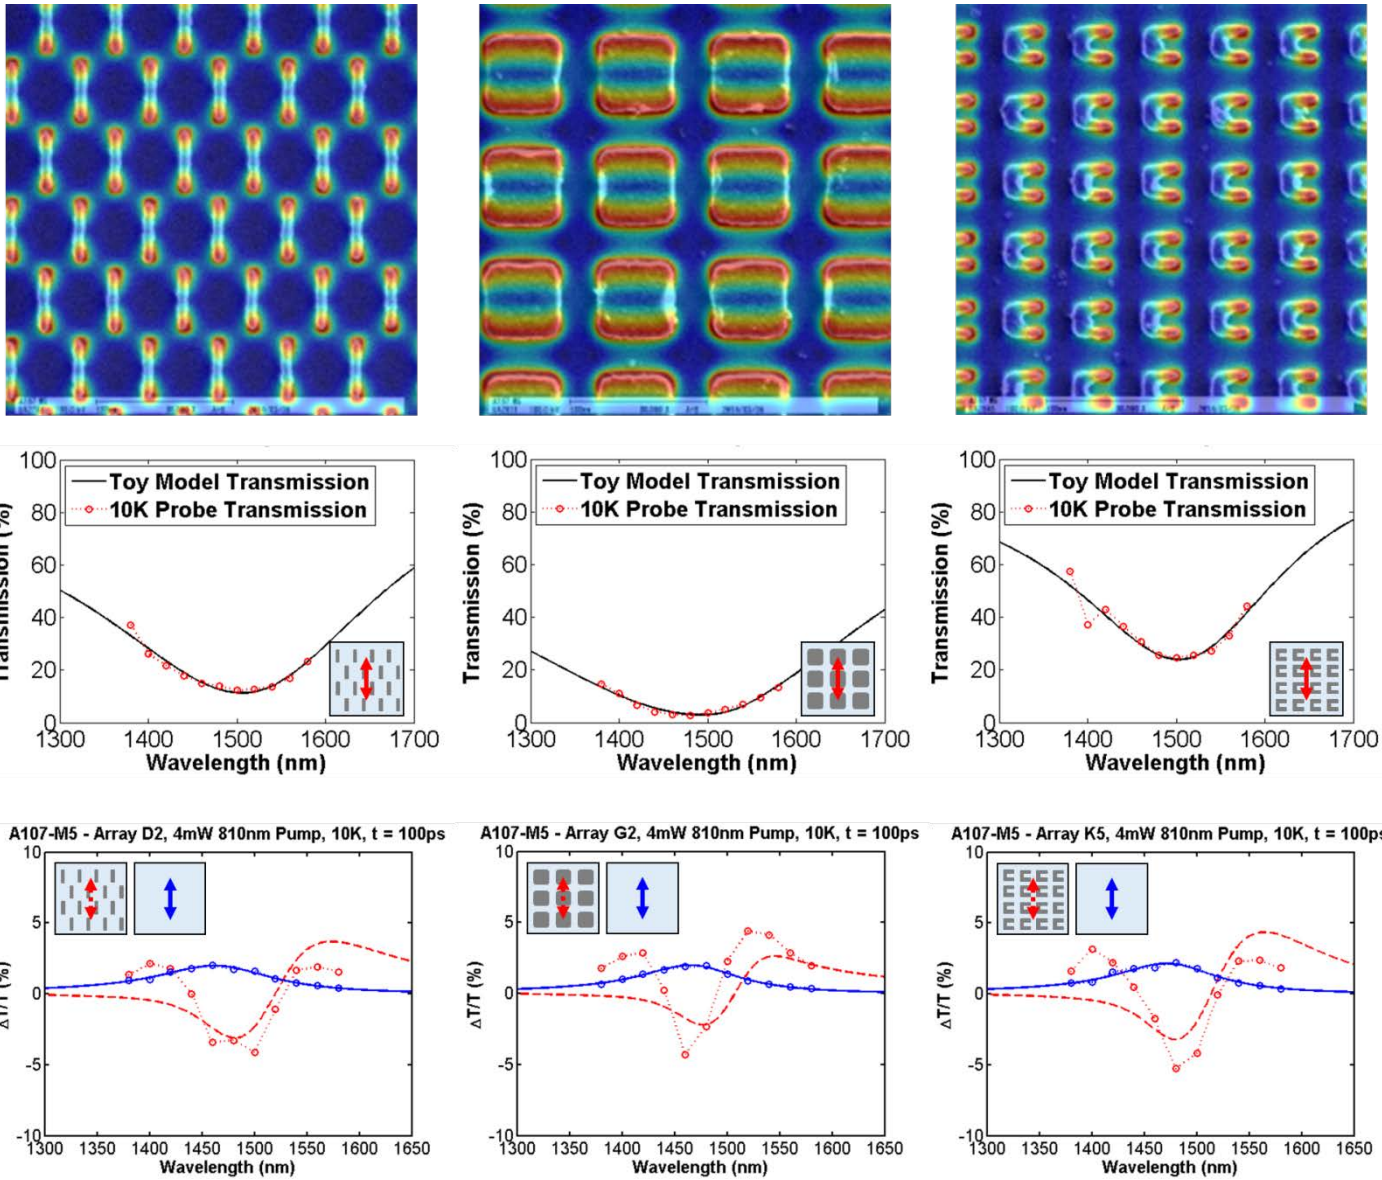 100
80
60
40
20
0
Transmission (%)
Toy Model Transmission
10K Probe Transmission
1300 1400 1500 1600 1700
Wavelength (nm)
100
80
60
40
20
0
Transmission (%)
Toy Model Transmission
10K Probe Transmission
1300 1400 1500 1600 1700
Wavelength (nm)
100
80
60
40
20
0
Transmission (%)
Toy Model Transmission
10K Probe Transmission
1300 1400 1500 1600 1700
Wavelength (nm)
A107-M5 - Array D2, 4mW 810nm Pump, 10K, t = 100ps
10
5
0
-5
-10
ΔT/T (%)
1300 1350 1400 1450 1500 1550 1600 1650
Wavelength (nm)
A107-M5 - Array G2, 4mW 810nm Pump, 10K, t = 100ps
10
5
0
-5
-10
ΔT/T (%)
1300 1350 1400 1450 1500 1550 1600 1650
Wavelength (nm)
A107-M5 - Array K5, 4mW 810nm Pump, 10K, t = 100ps
10
5
0
-5
-10
ΔT/T (%)
1300 1350 1400 1450 1500 1550 1600 1650
Wavelength (nm)